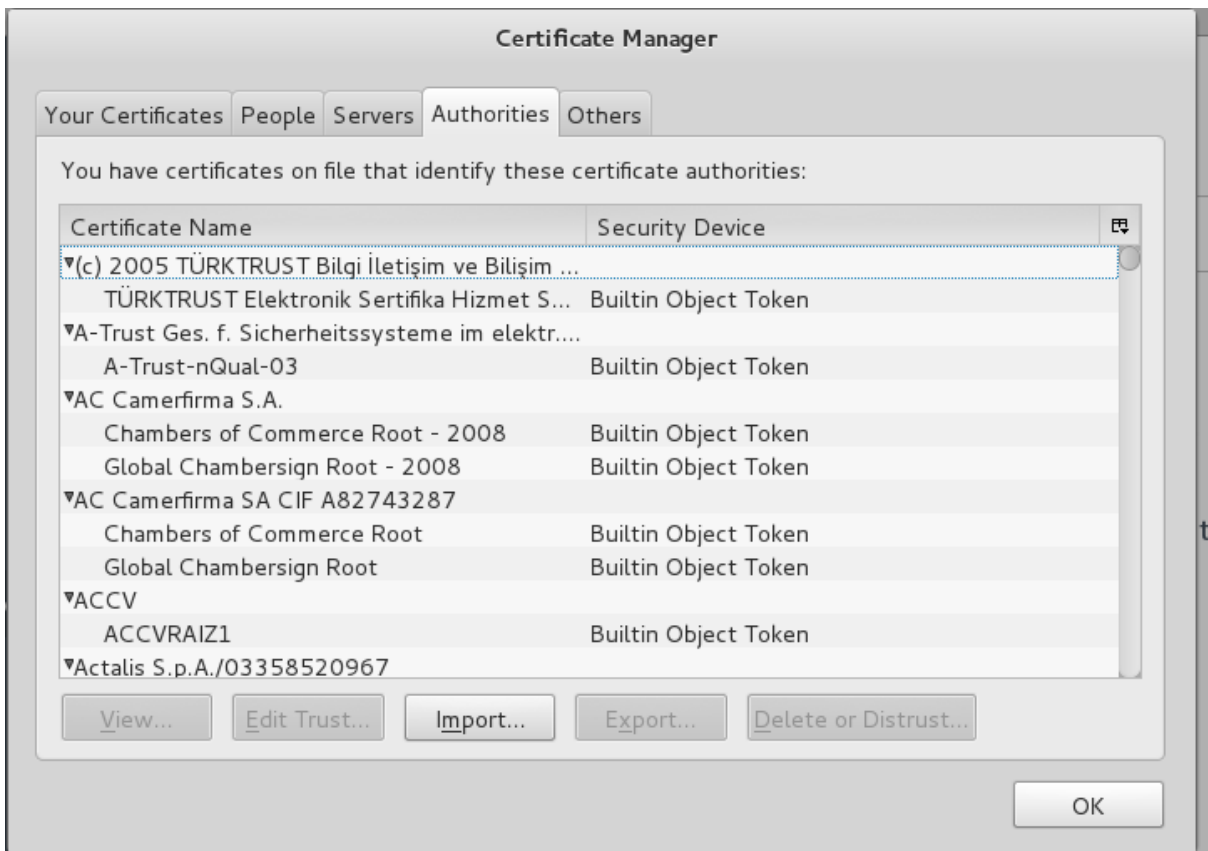 Certificate Manager
Your Certificates People Servers Authorities Others
You have certificates on file that identify these certificate authorities:
Certificate Name Security Device
(c) 2005 TÜRKTRUST Bilgi İletişim ve Bilişim ...
TÜRKTRUST Elektronik Sertifika Hizmet S... Builtin Object Token
A-Trust Ges. f. Sicherheitssysteme im elektr....
A-Trust-nQual-03 Builtin Object Token
AC Camerfirma S.A.
Chambers of Commerce Root - 2008 Builtin Object Token
Global Chambersign Root - 2008 Builtin Object Token
AC Camerfirma SA CIF A82743287
Chambers of Commerce Root Builtin Object Token
Global Chambersign Root Builtin Object Token
ACCV
ACCVRAIZ1 Builtin Object Token
Actalis S.p.A./03358520967
View... Edit Trust... Import... Export... Delete or Distrust...
OK
t